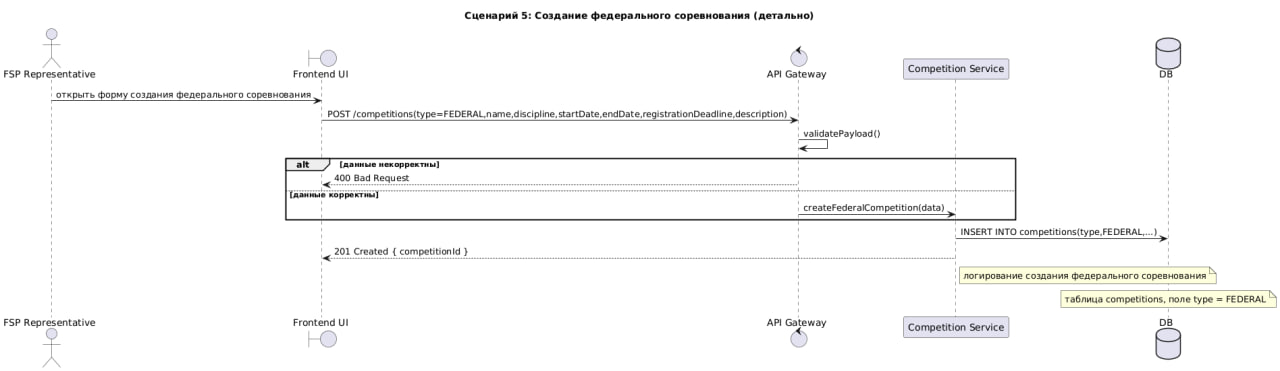 Сценарий 5: Создание федерального соревнования (детально)
FSP Representative
Frontend UI
API Gateway
Competition Service
DB
открыть форму создания федерального соревнования
POST /competitions(type=FEDERAL,name,discipline,startDate,endDate,registrationDeadline,description)
validatePayload()
alt
[данные некорректны]
400 Bad Request
[данные корректны]
createFederalCompetition(data)
INSERT INTO competitions(type,FEDERAL,...)
201 Created { competitionId }
логирование создания федерального соревнования
таблица competitions, поле type = FEDERAL
FSP Representative
Frontend UI
API Gateway
Competition Service
DB